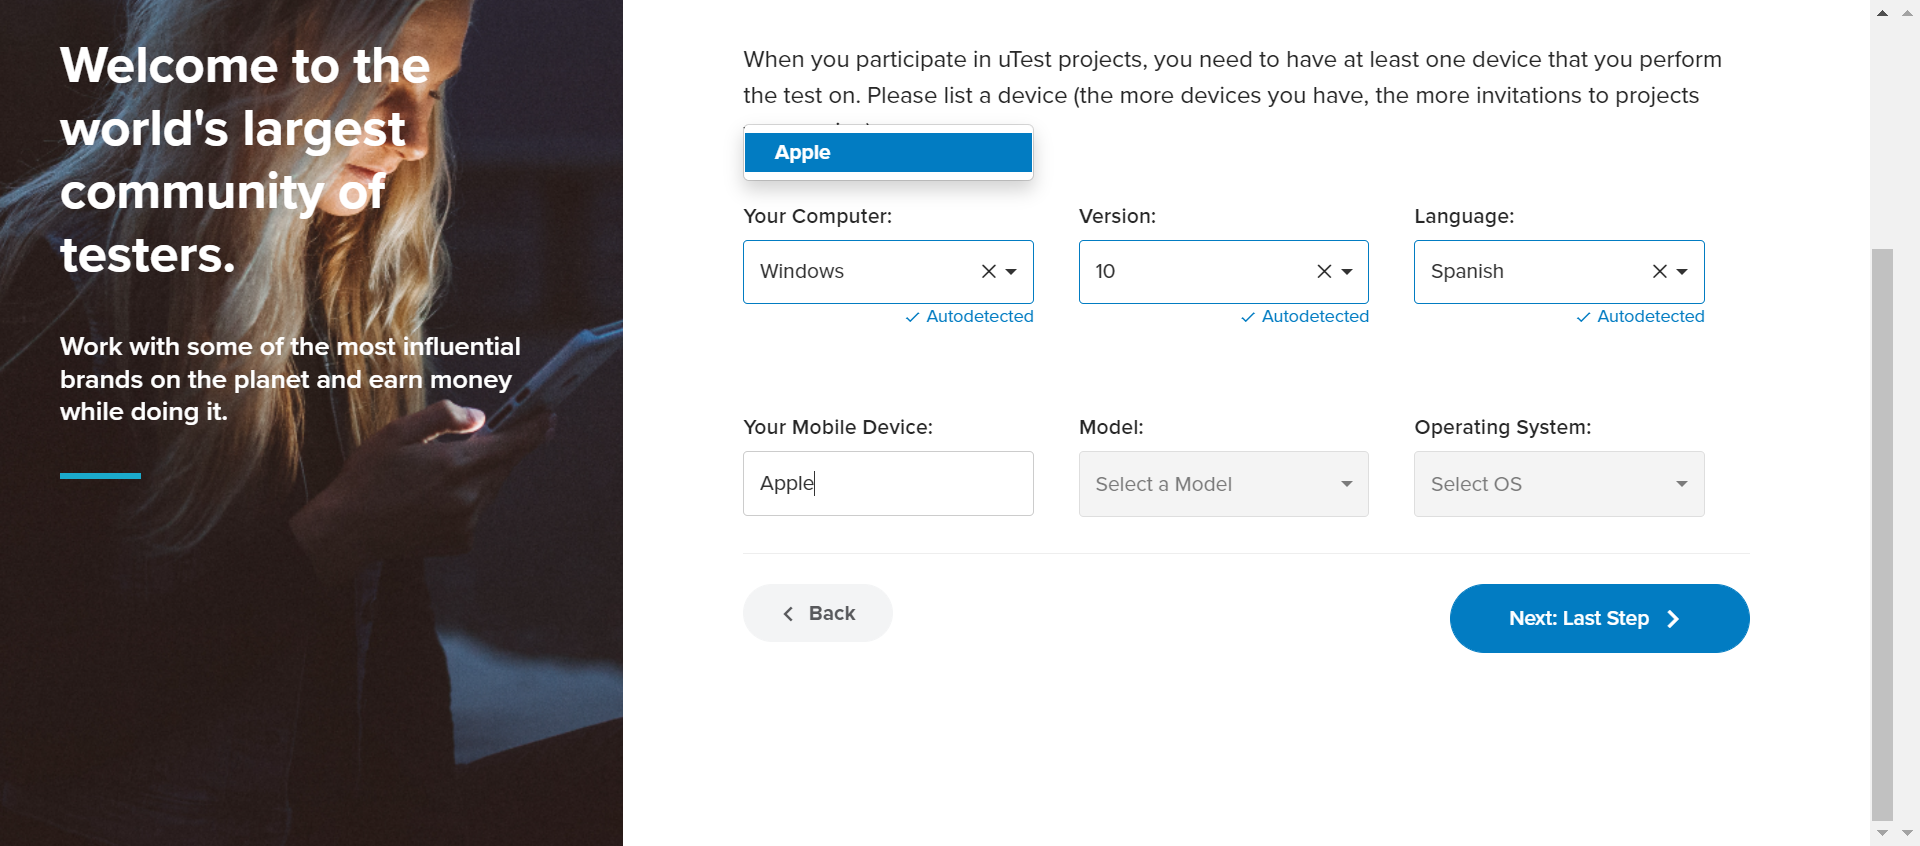 Welcome to the
world's largest
community of
testers.
Work with some of the most influential
brands on the planet and earn money
while doing it.
When you participate in uTest projects, you need to have at least one device that you perform
the test on. Please list a device (the more devices you have, the more invitations to projects
Apple
Your Computer:
Version:
Language:
Windows
10
Spanish
Autodetected
Autodetected
Autodetected
Your Mobile Device:
Model:
Operating System:
Apple
Select a Model
Select OS
Back
Next: Last Step